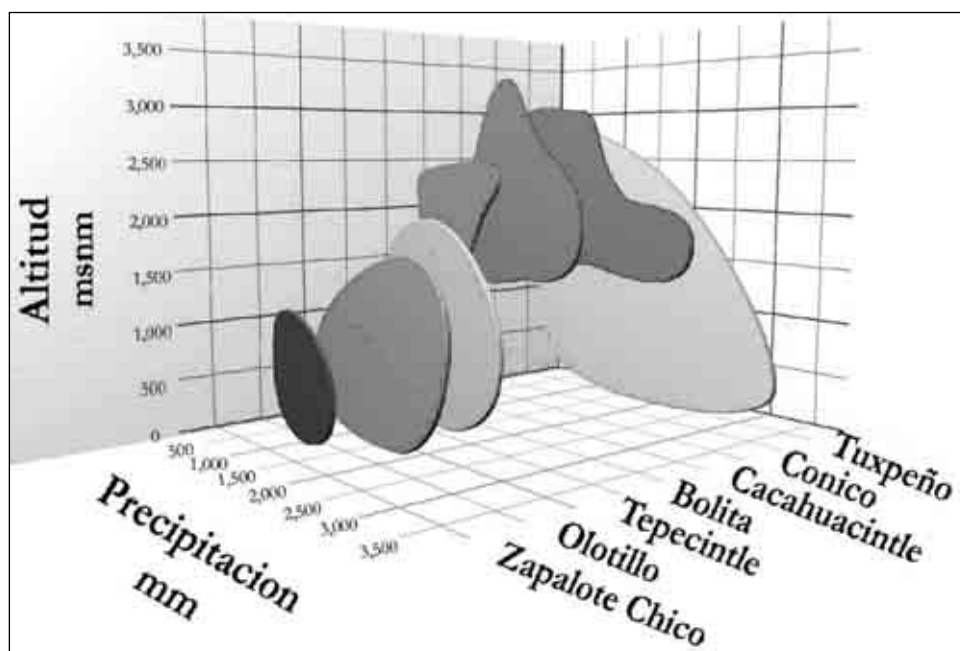 3,500
3,000
2,500
2,000
1,500
1,000
500
0
Altitud
msnm
500
1,000
1,500
2,000
2,500
3,000
3,500
Precipitacion
mm
Tuxpeño
Conico
Cacahuacintle
Bolita
Tepecintle
Olotillo
Zapalote Chico